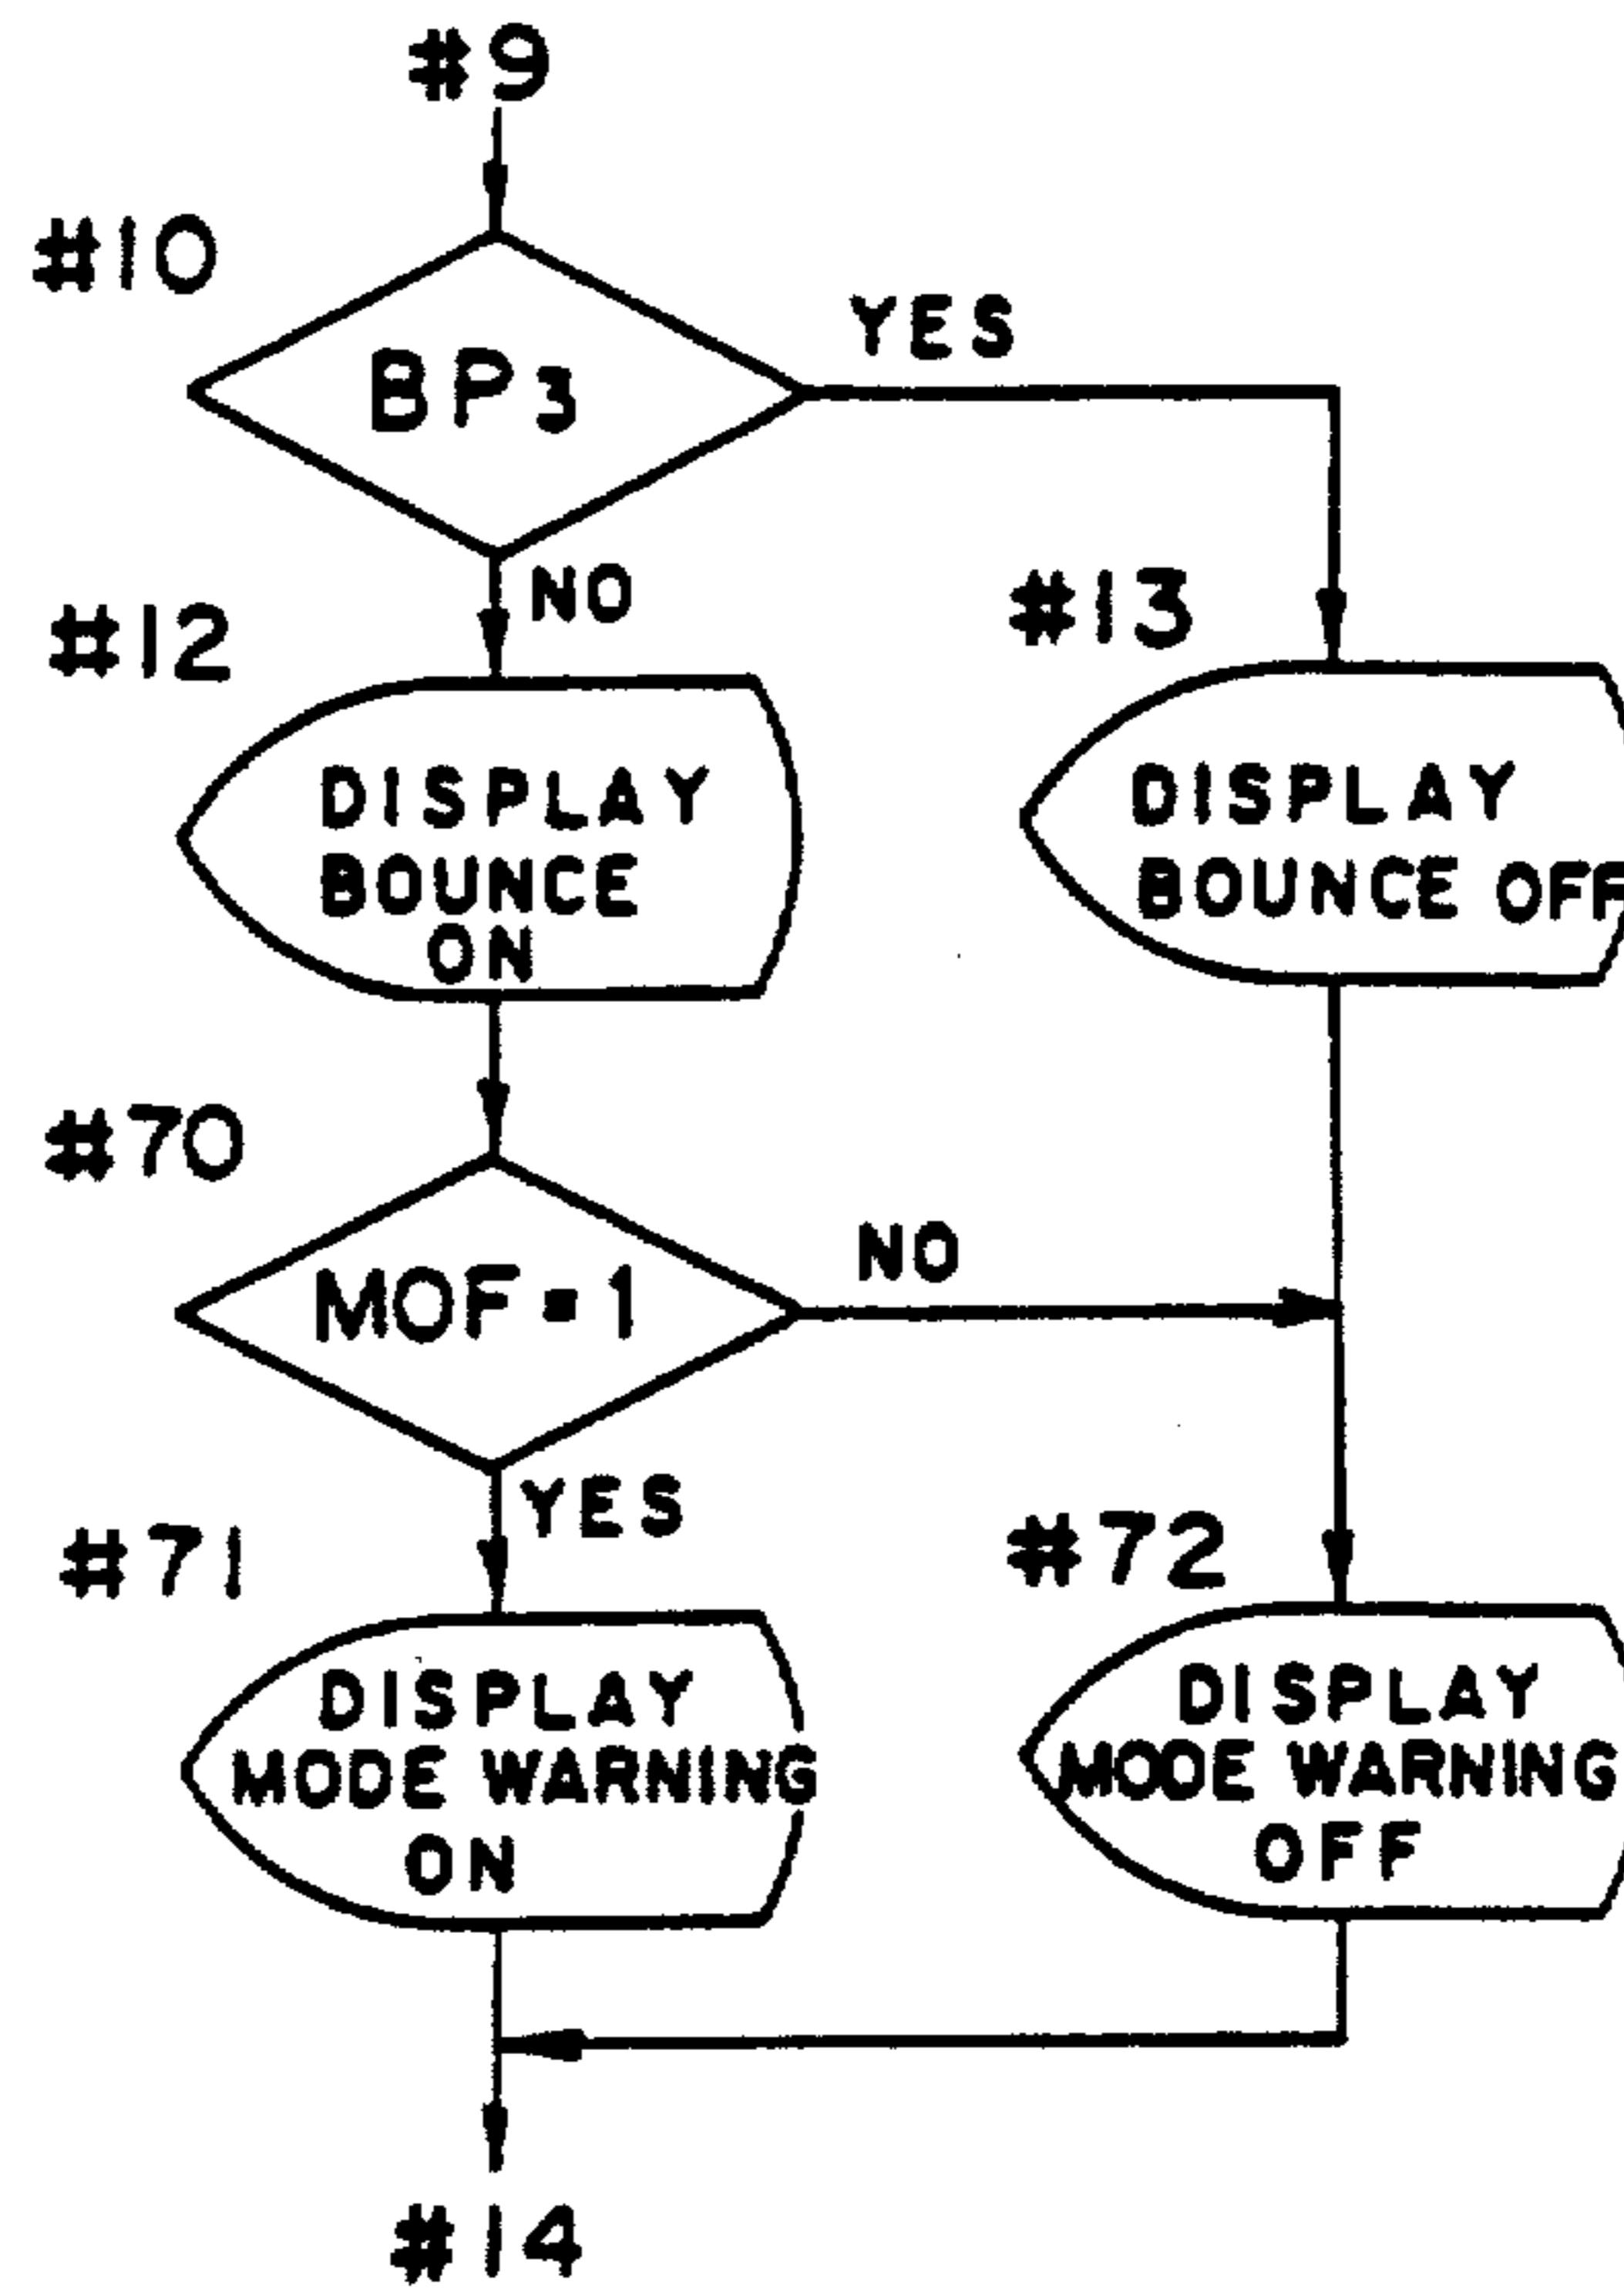 #9
#10
BP3
YES
NO
#12
#13
DISPLAY
BOUNCE
ON
DISPLAY
BOUNCE OFF
#70
MOF=1
NO
YES
#71
#72
DISPLAY
MODE WARNING
ON
DISPLAY
MODE WARNING
OFF
#14